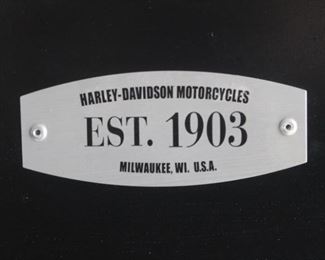 HARLEY-DAVIDSON MOTORCYCLES
EST. 1903
MILWAUKEE, WI. U.S.A.